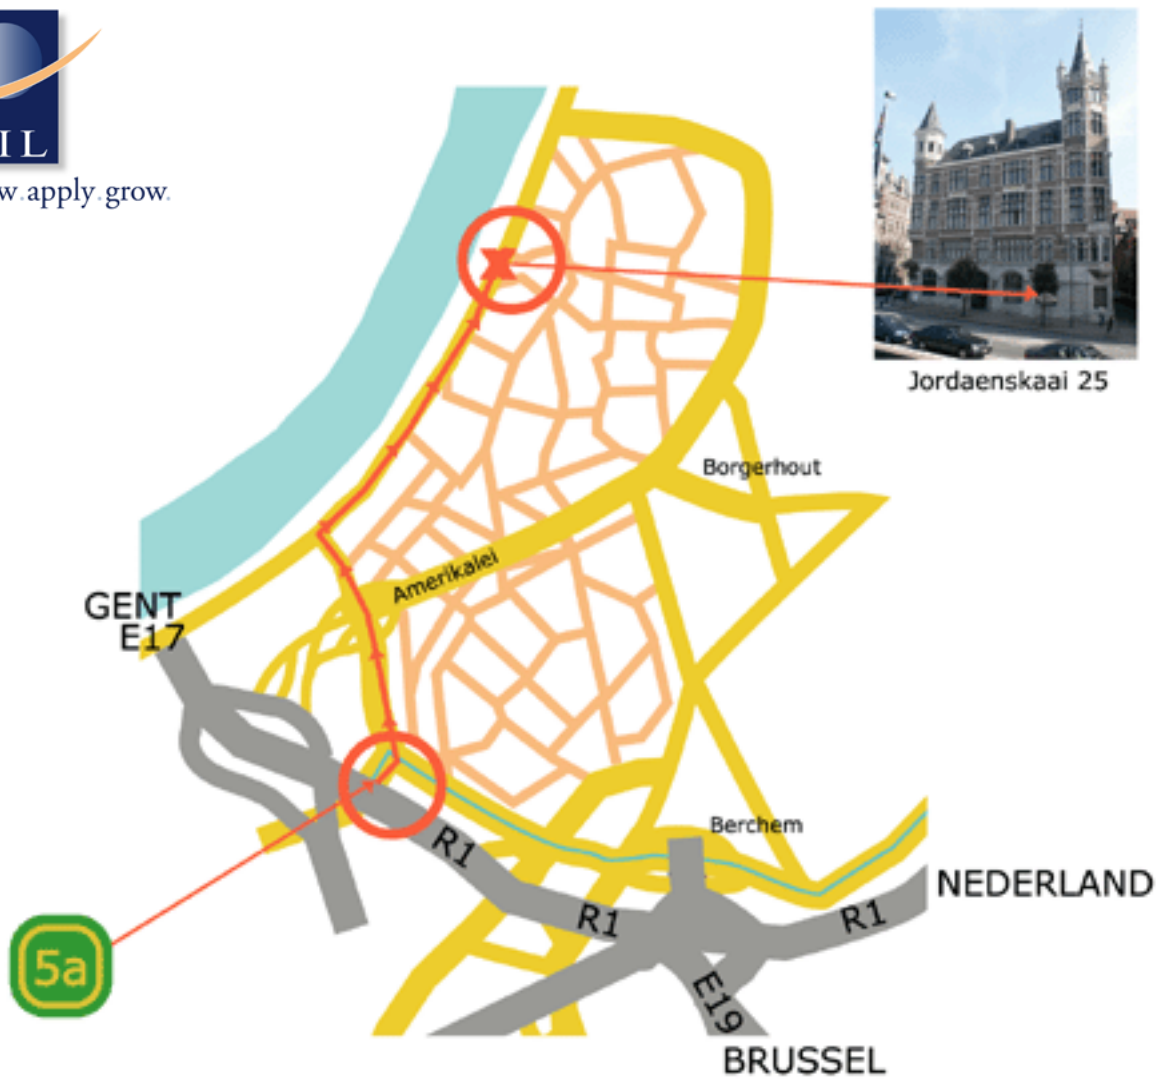 IL
w.apply.grow.
Jordaenskaai 25
Borgerhout
Amerikalei
GENT
E17
Berchem
R1
NEDERLAND
R1
R1
5a
E19
BRUSSEL